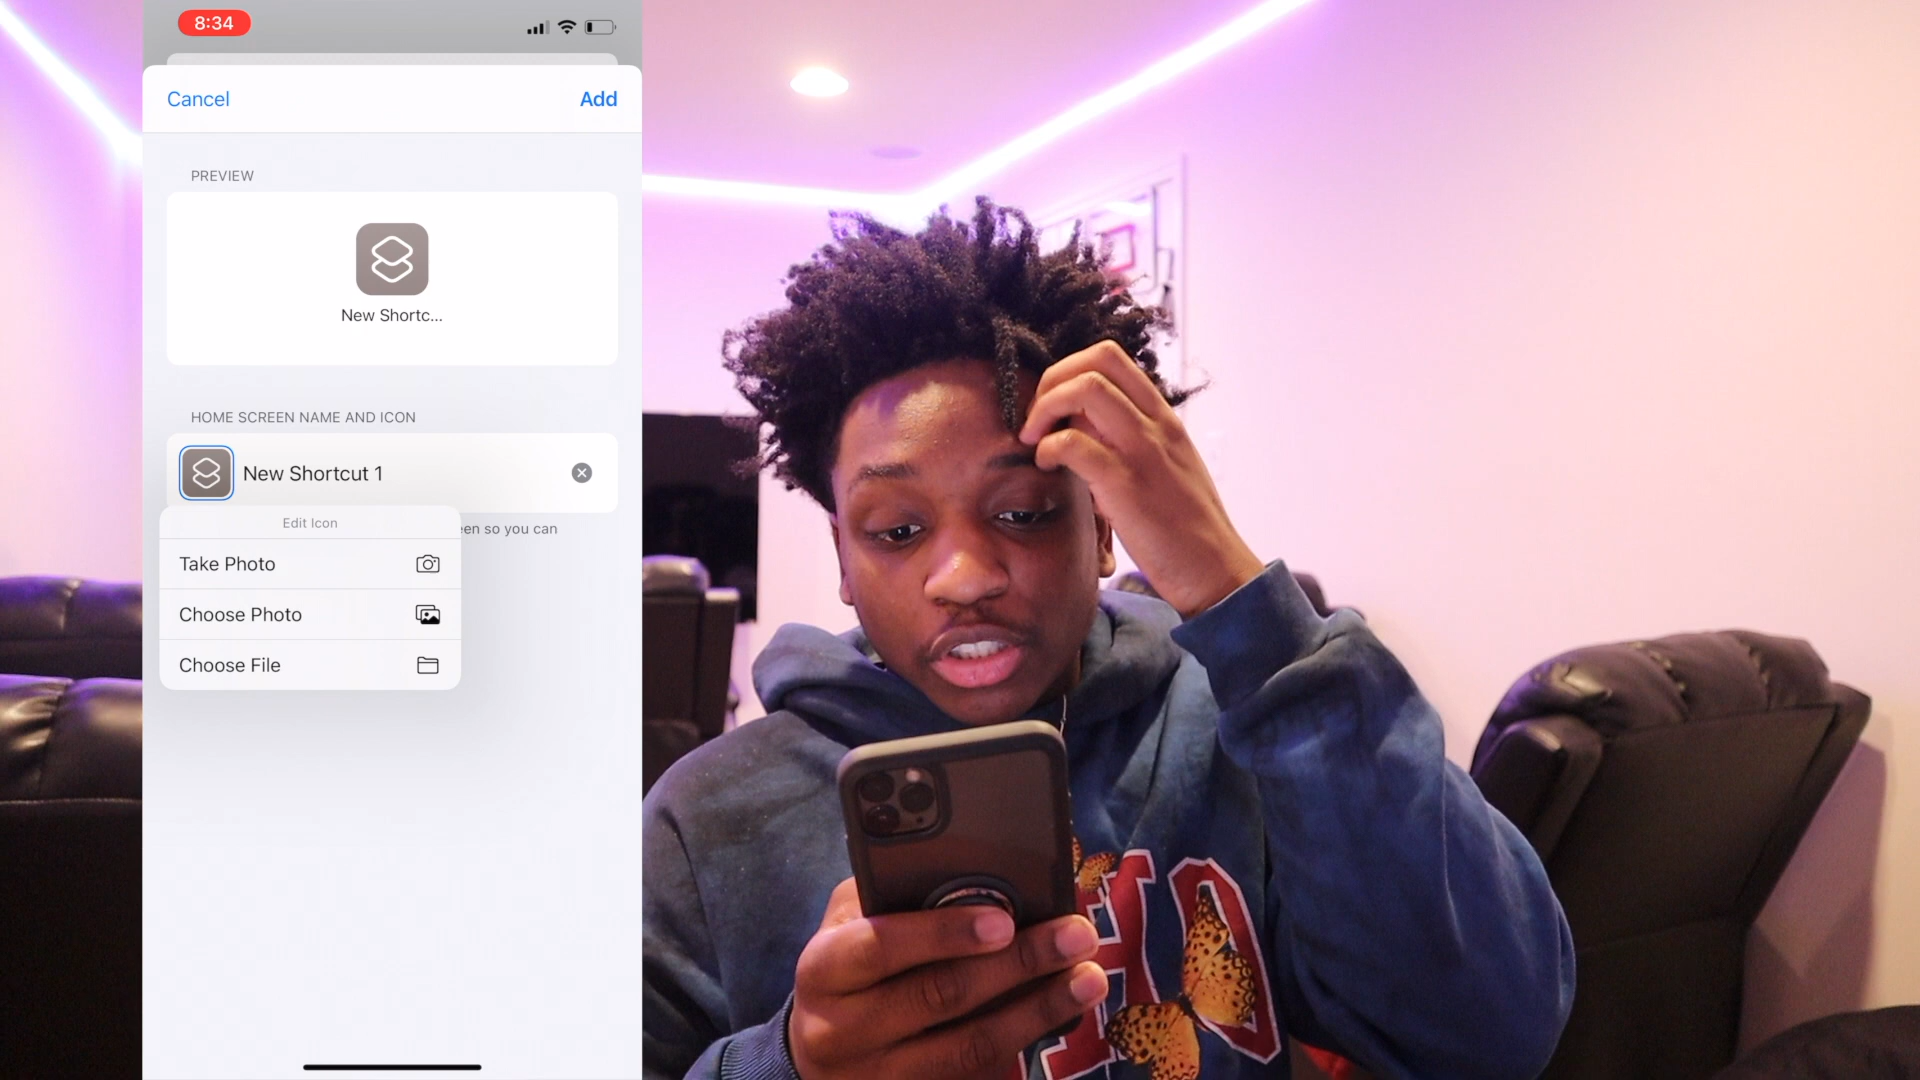 8:34
Cancel
Add
PREVIEW
New Shortc...
HOME SCREEN NAME AND ICON
New Shortcut 1
Edit Icon
en so you can
Take Photo
Choose Photo
Choose File